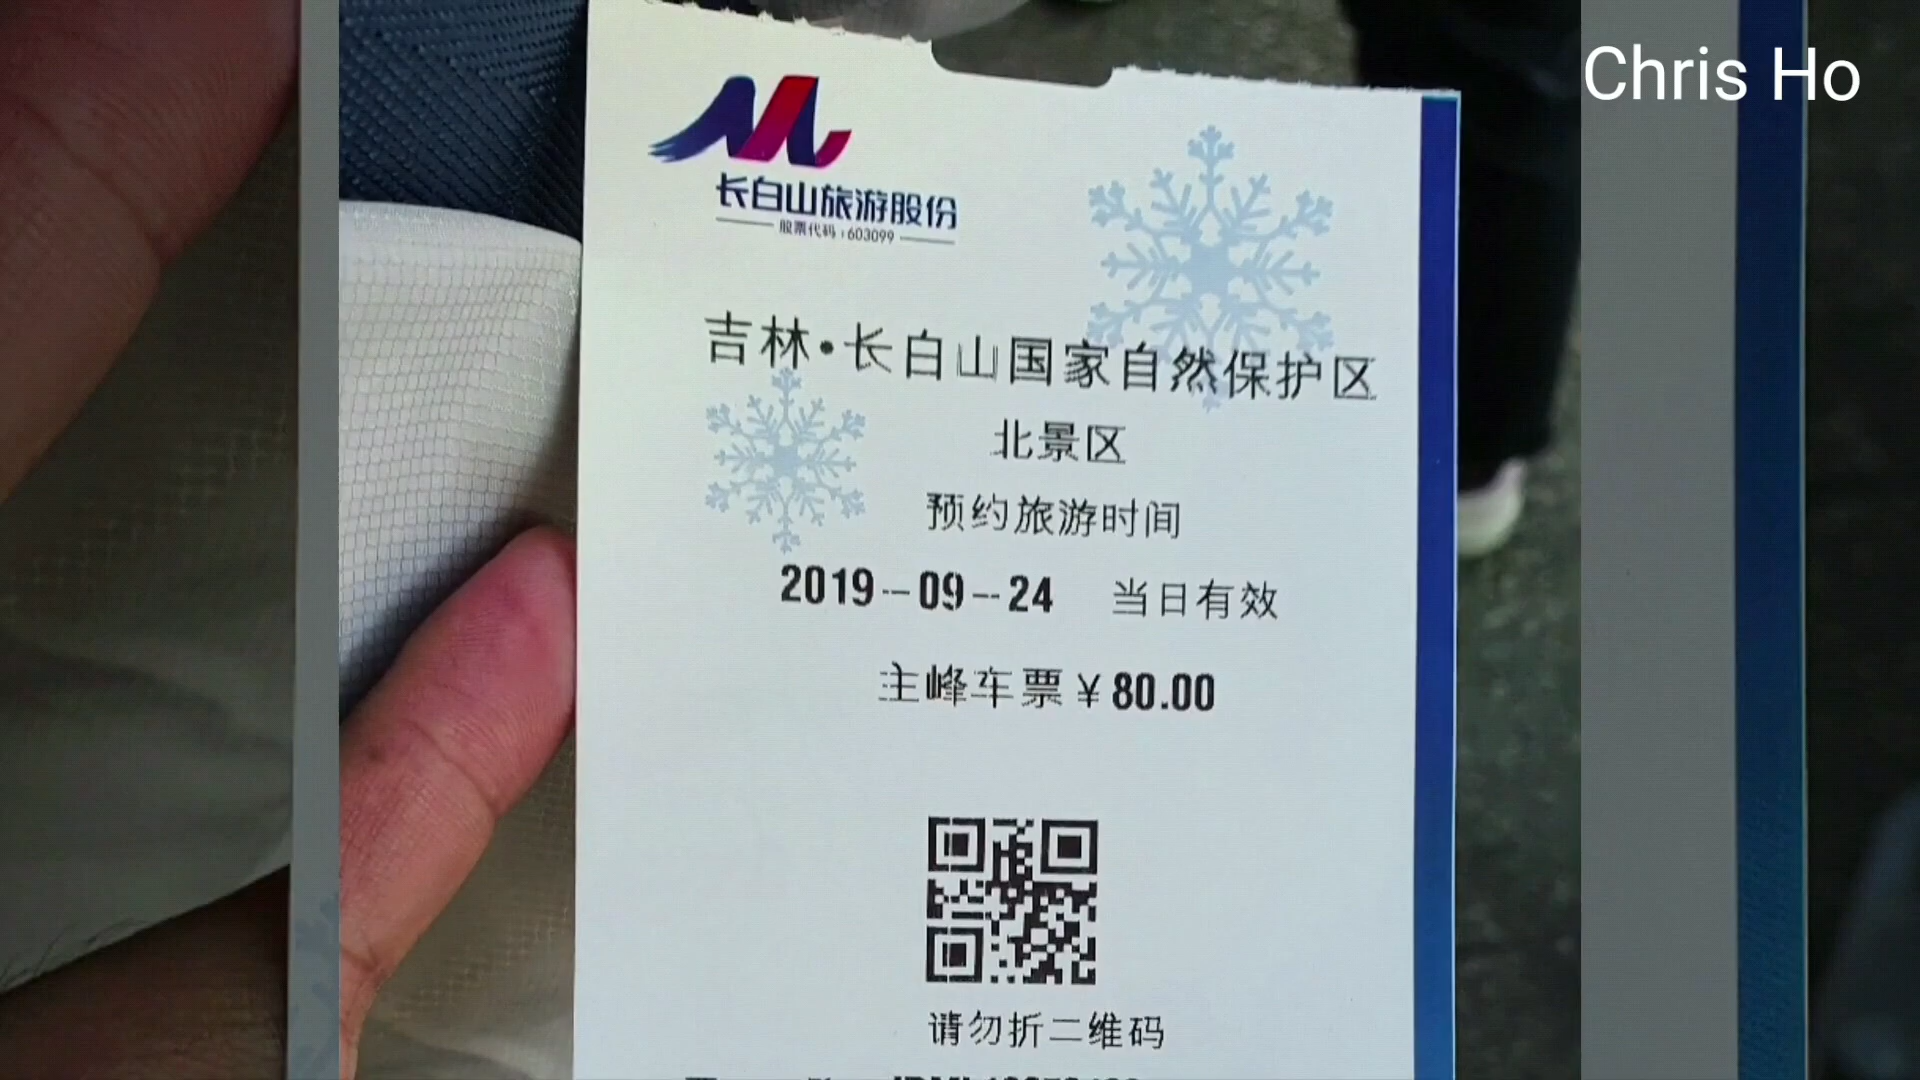 Chris Ho
长白山旅游股份
股票代码:603099
吉林·长白山国家自然保护区
北景区
预约旅游时间
2019--09--24 当日有效
主峰车票¥80.00
请勿折二维码